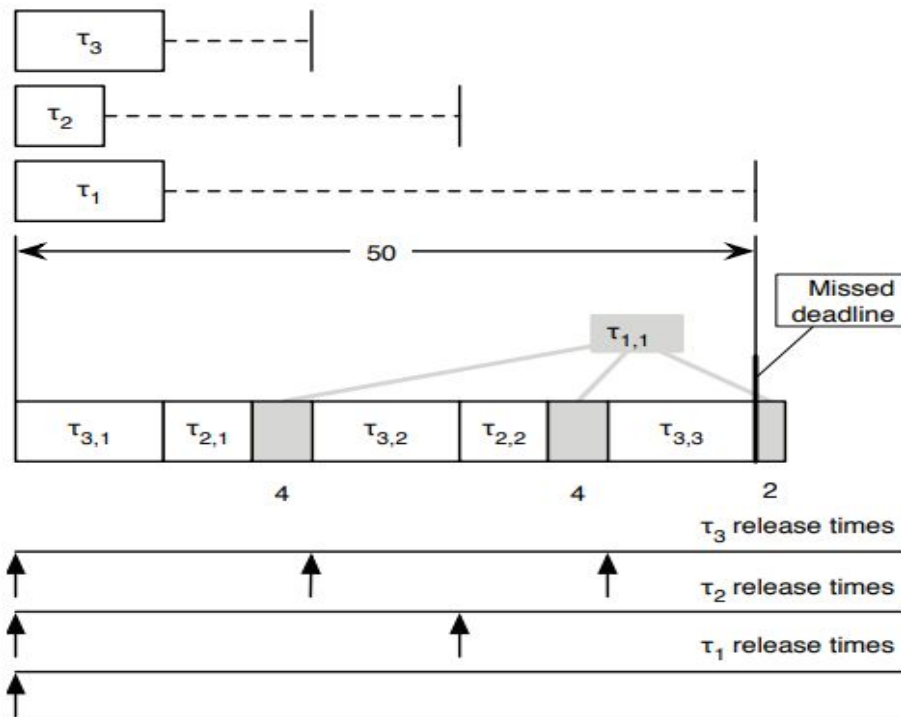 τ3
τ2
τ1
50
Missed
deadline
τ1,1
τ3,1 τ2,1 τ3,2 τ2,2 τ3,3
4 4 2
τ3 release times
τ2 release times
τ1 release times